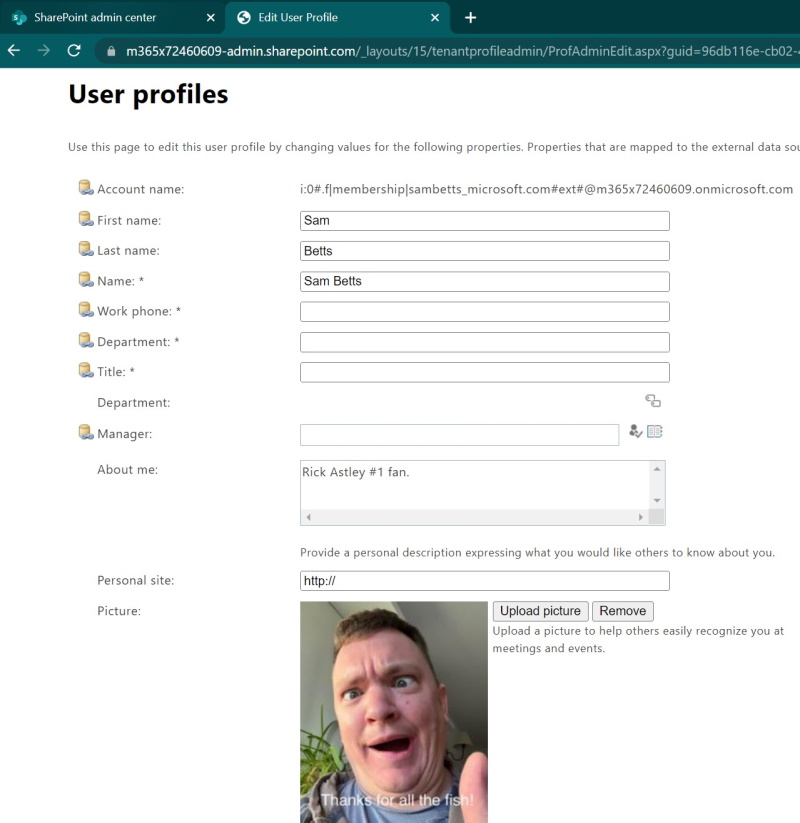 SharePoint admin center
Edit User Profile
m365x72460609-admin.sharepoint.com/_layouts/15/tenantprofileadmin/ProfAdminEdit.aspx?guid=96db116e-cb02-
User profiles
Use this page to edit this user profile by changing values for the following properties. Properties that are mapped to the external data
Account name: i:0#.f|membership|sambetts_microsoft.com#ext#@m365x72460609.onmicrosoft.com
First name: Sam
Last name: Betts
Name: * Sam Betts
Work phone: *
Department: *
Title: *
Department:
Manager:
About me: Rick Astley #1 fan.
Provide a personal description expressing what you would like others to know about you.
Personal site: http://
Picture: Upload picture Remove
Upload a picture to help others easily recognize you at
meetings and events.
Thanks for all the fish!